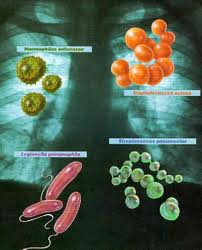 Haemophilus influenzae
Staphylococcus aureus
Legionella pneumophila
Streptococcus pneumoniae